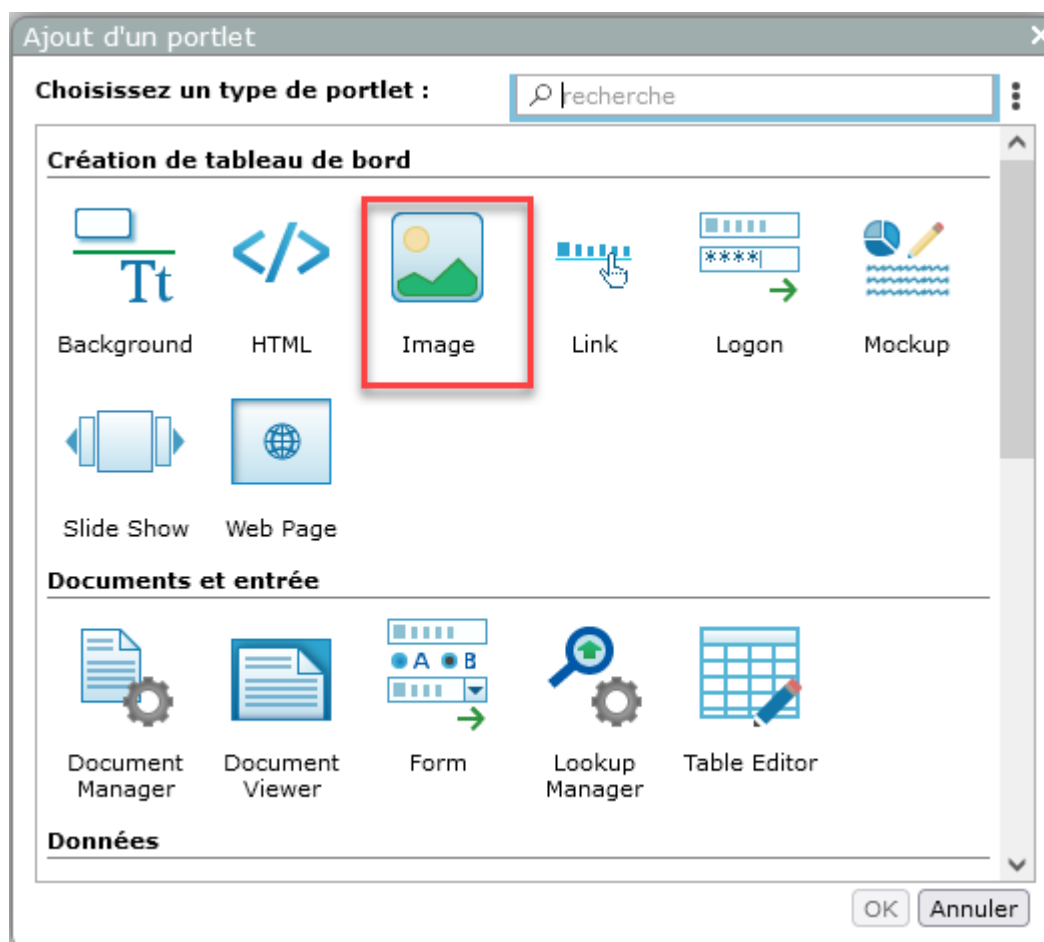 Ajout d'un portlet
Choisissez un type de portlet :
recherche
Création de tableau de bord
Tt
****
Background HTML Image Link Logon Mockup
Slide Show Web Page
Documents et entrée
A B
Document Manager Document Viewer Form Lookup Manager Table Editor
Données
OK Annuler